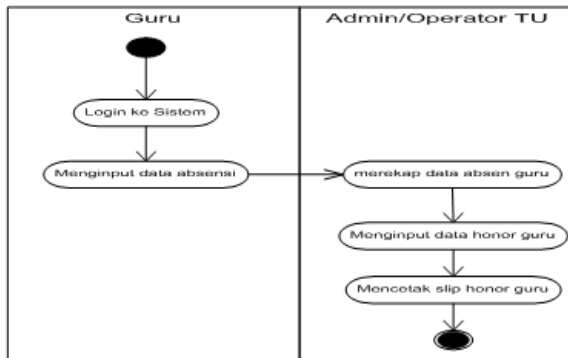 Guru
Admin/Operator TU
Login ke Sistem
Menginput data absensi
merekap data absen guru
Menginput data honor guru
Mencetak slip honor guru